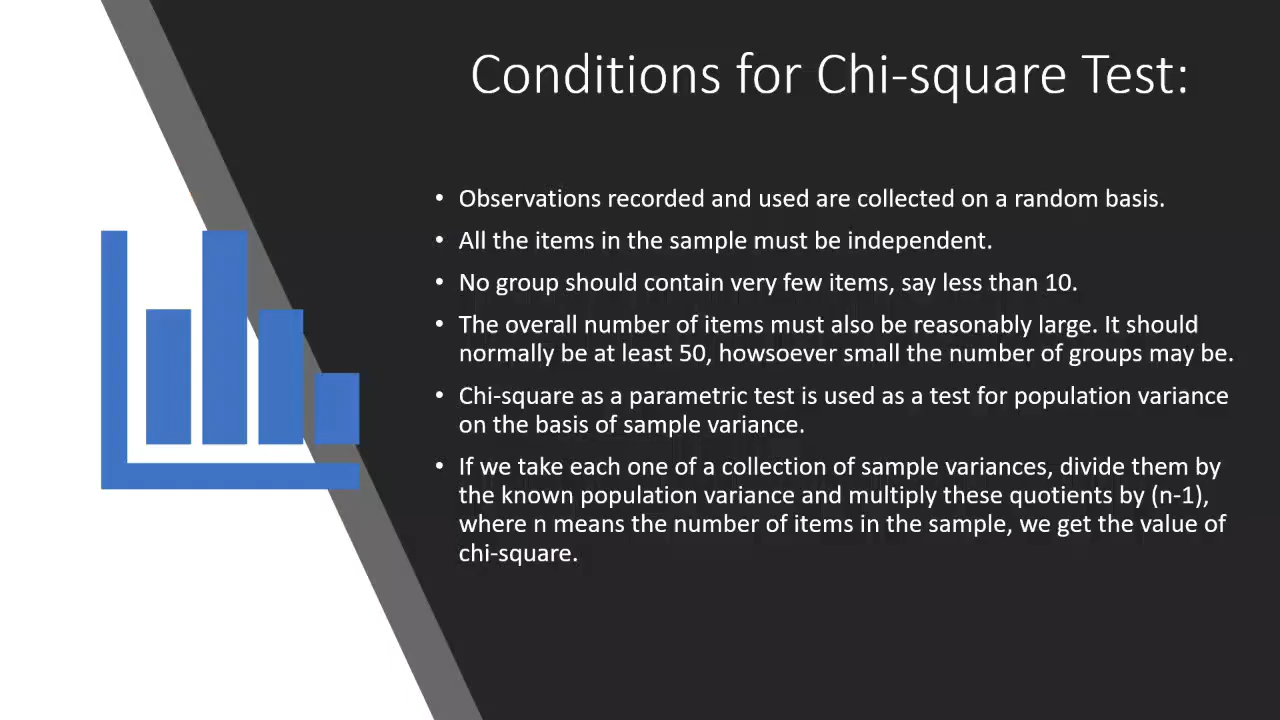 Conditions for Chi-square Test:
• Observations recorded and used are collected on a random basis.
• All the items in the sample must be independent.
• No group should contain very few items, say less than 10.
• The overall number of items must also be reasonably large. It should
normally be at least 50, howsoever small the number of groups may be.
• Chi-square as a parametric test is used as a test for population variance
on the basis of sample variance.
• If we take each one of a collection of sample variances, divide them by
the known population variance and multiply these quotients by (n-1),
where n means the number of items in the sample, we get the value of
chi-square.